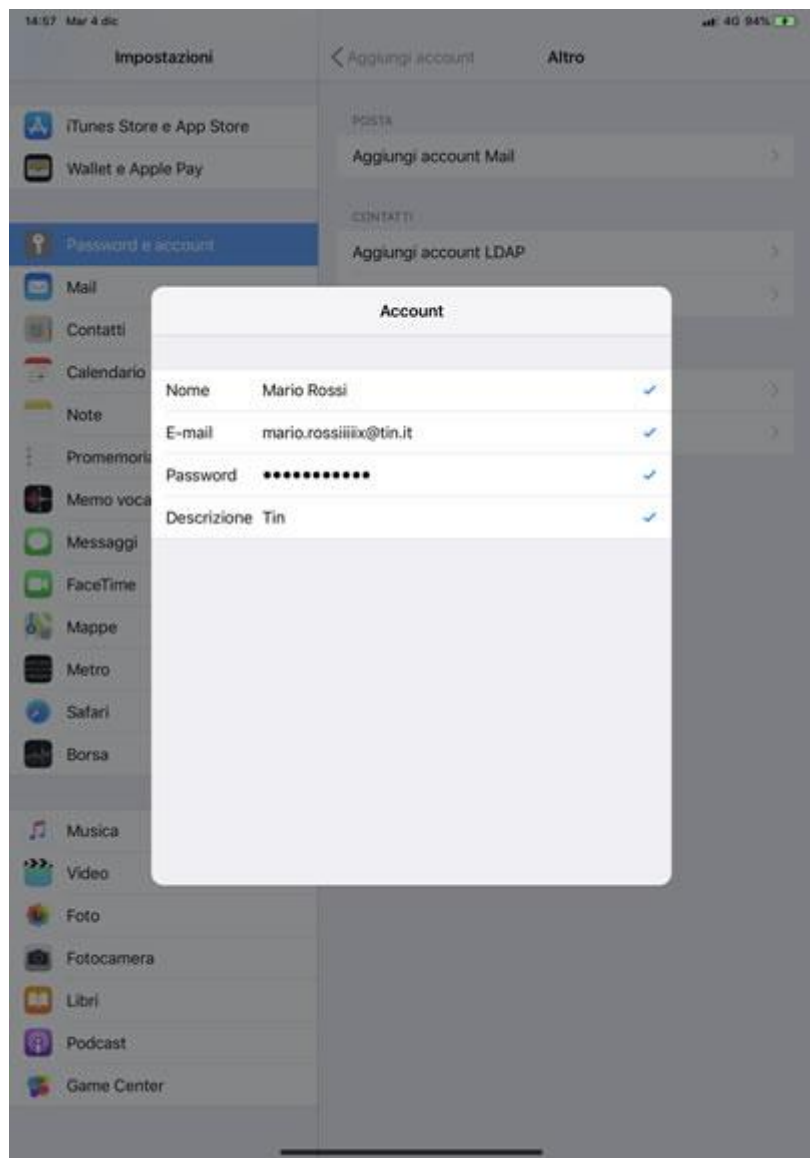 14:57 Mar 4 dic
4G 94%
Impostazioni
Aggiungi account
Altro
iTunes Store e App Store
Wallet e Apple Pay
Password e account
Mail
Contatti
Calendario
Note
Promemoria
Memo voca
Messaggi
FaceTime
Mappe
Metro
Safari
Borsa
Musica
Video
Foto
Fotocamera
Libri
Podcast
Game Center
POSTA
Aggiungi account Mail
CONTATTI
Aggiungi account LDAP
Account
Nome Mario Rossi
E-mail mario.rossiiiiix@tin.it
Password •••••••••••
Descrizione Tin